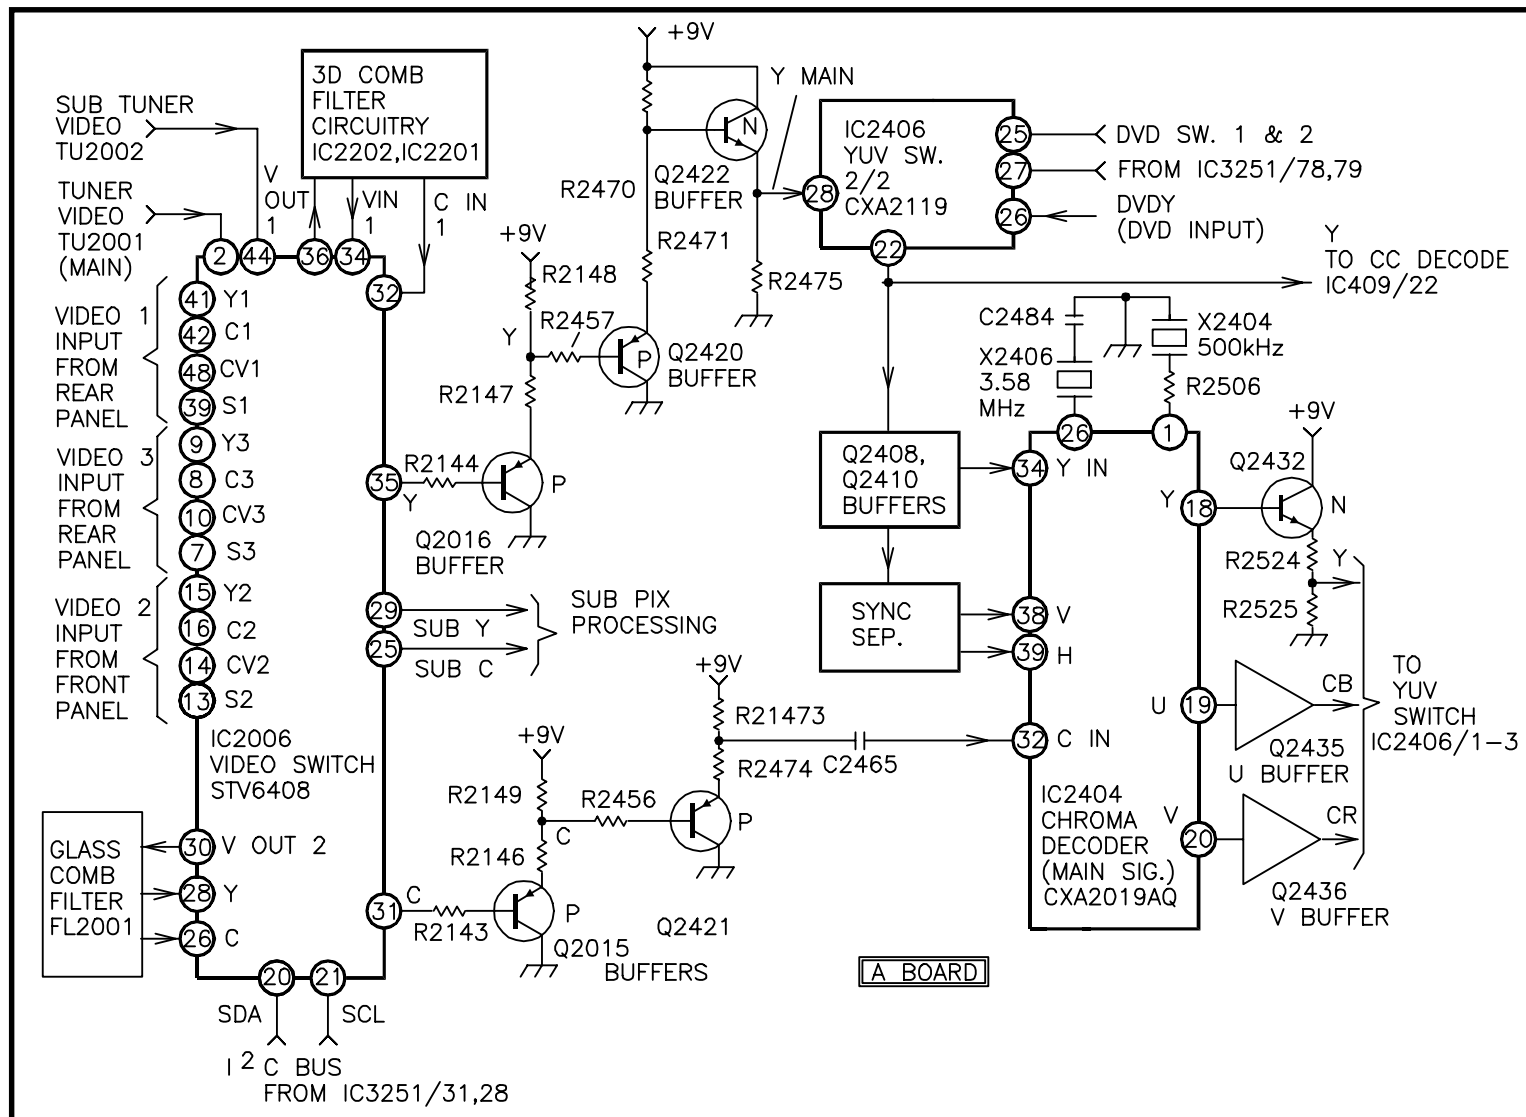 +9V
3D COMB
FILTER
CIRCUITRY
IC2202,IC2201
SUB TUNER
VIDEO
TU2002
TUNER
VIDEO
TU2001
(MAIN)
V
OUT
1
VIN
1
C IN
1
2
44
36
34
32
Y MAIN
N
Q2422
BUFFER
R2470
R2471
R2475
IC2406
YUV SW.
2/2
CXA2119
28
22
25
27
26
DVD SW. 1 & 2
FROM IC3251/78,79
DVDY
(DVD INPUT)
Y
TO CC DECODE
IC409/22
+9V
R2148
R2457
Y
R2147
P
Q2420
BUFFER
C2484
X2406
3.58
MHz
X2404
500kHz
R2506
VIDEO 1
INPUT
FROM
REAR
PANEL
41
Y1
42
C1
48
CV1
39
S1
VIDEO 3
INPUT
FROM
REAR
PANEL
9
Y3
8
C3
10
CV3
7
S3
VIDEO 2
INPUT
FROM
FRONT
PANEL
15
Y2
16
C2
14
CV2
13
S2
IC2006
VIDEO SWITCH
STV6408
35
Y
R2144
P
Q2016
BUFFER
29
SUB Y
25
SUB C
SUB PIX
PROCESSING
Q2408,
Q2410
BUFFERS
SYNC
SEP.
26
1
34
Y IN
38
V
39
H
32
C IN
IC2404
CHROMA
DECODER
(MAIN SIG.)
CXA2019AQ
Y
18
U
19
V
20
+9V
Q2432
N
R2524
Y
R2525
CB
Q2435
U BUFFER
CR
Q2436
V BUFFER
TO
YUV
SWITCH
IC2406/1-3
+9V
R21473
R2474
C2465
+9V
R2149
R2456
C
R2146
P
P
31
C
R2143
Q2015
Q2421
BUFFERS
GLASS
COMB
FILTER
FL2001
30
V OUT 2
28
Y
26
C
20
21
SDA
SCL
I 2 C BUS
FROM IC3251/31,28
A BOARD